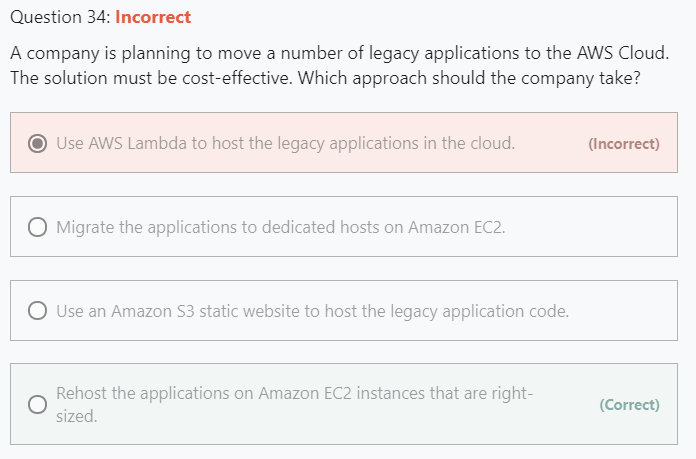 Question 34: Incorrect
A company is planning to move a number of legacy applications to the AWS Cloud.
The solution must be cost-effective. Which approach should the company take?
Use AWS Lambda to host the legacy applications in the cloud. (Incorrect)
Migrate the applications to dedicated hosts on Amazon EC2.
Use an Amazon S3 static website to host the legacy application code.
Rehost the applications on Amazon EC2 instances that are right-
sized. (Correct)